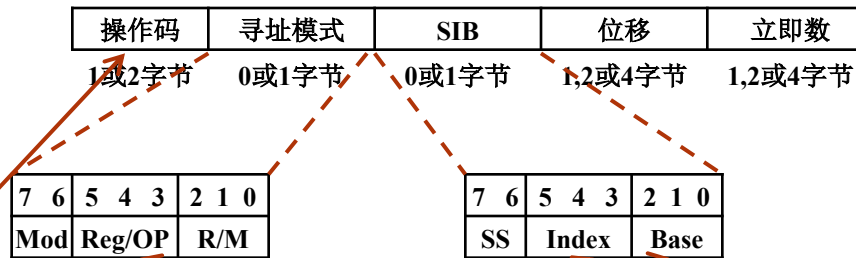 操作码 寻址模式 SIB 位移 立即数
1或2字节 0或1字节 0或1字节 1,2或4字节 1,2或4字节
7 6 5 4 3 2 1 0 7 6 5 4 3 2 1 0
Mod Reg/OP R/M SS Index Base